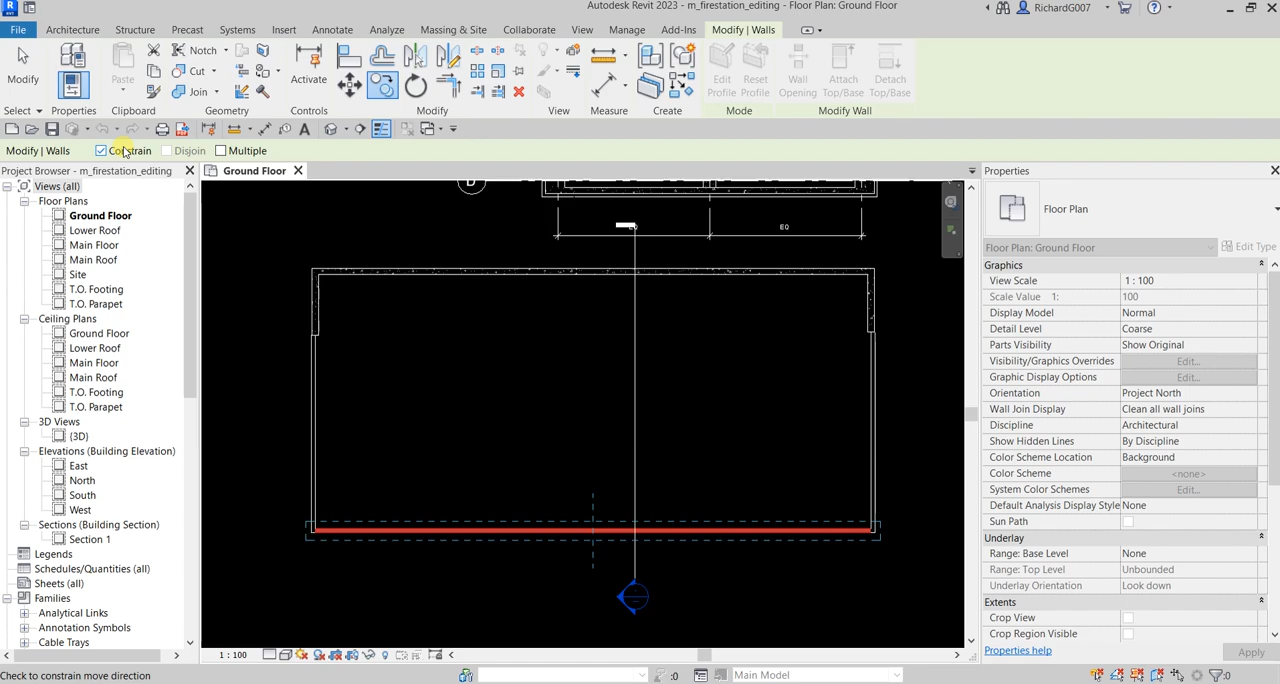 Autodesk Revit 2023 - m_firestation_editing - Floor Plan: Ground Floor
RichardG007
File Architecture Structure Precast Systems Insert Annotate Analyze Massing & Site Collaborate View Manage Add-Ins Modify | Walls
Modify
Paste
Notch
Cut
Join
Activate
Edit Profile
Reset Profile
Wall Opening
Attach Top/Base
Detach Top/Base
Select Properties Clipboard Geometry Controls Modify View Measure Create Mode Modify Wall
Modify | Walls Constrain Disjoin Multiple
Project Browser - m_firestation_editing
Views (all)
Floor Plans
Ground Floor
Lower Roof
Main Floor
Main Roof
Site
T.O. Footing
T.O. Parapet
Ceiling Plans
Ground Floor
Lower Roof
Main Floor
Main Roof
T.O. Footing
T.O. Parapet
3D Views
{3D}
Elevations (Building Elevation)
East
North
South
West
Sections (Building Section)
Section 1
Legends
Schedules/Quantities (all)
Sheets (all)
Families
Analytical Links
Annotation Symbols
Cable Trays
Ground Floor
EQ
Properties
Floor Plan
Floor Plan: Ground Floor Edit Type
Graphics
View Scale 1 : 100
Scale Value 1: 100
Display Model Normal
Detail Level Coarse
Parts Visibility Show Original
Visibility/Graphics Overrides Edit...
Graphic Display Options Edit...
Orientation Project North
Wall Join Display Clean all wall joins
Discipline Architectural
Show Hidden Lines By Discipline
Color Scheme Location Background
Color Scheme <none>
System Color Schemes Edit...
Default Analysis Display Style None
Sun Path
Underlay
Range: Base Level None
Range: Top Level Unbounded
Underlay Orientation Look down
Extents
Crop View
Crop Region Visible
Properties help Apply
1 : 100
Check to constrain move direction
:0
Main Model
:0